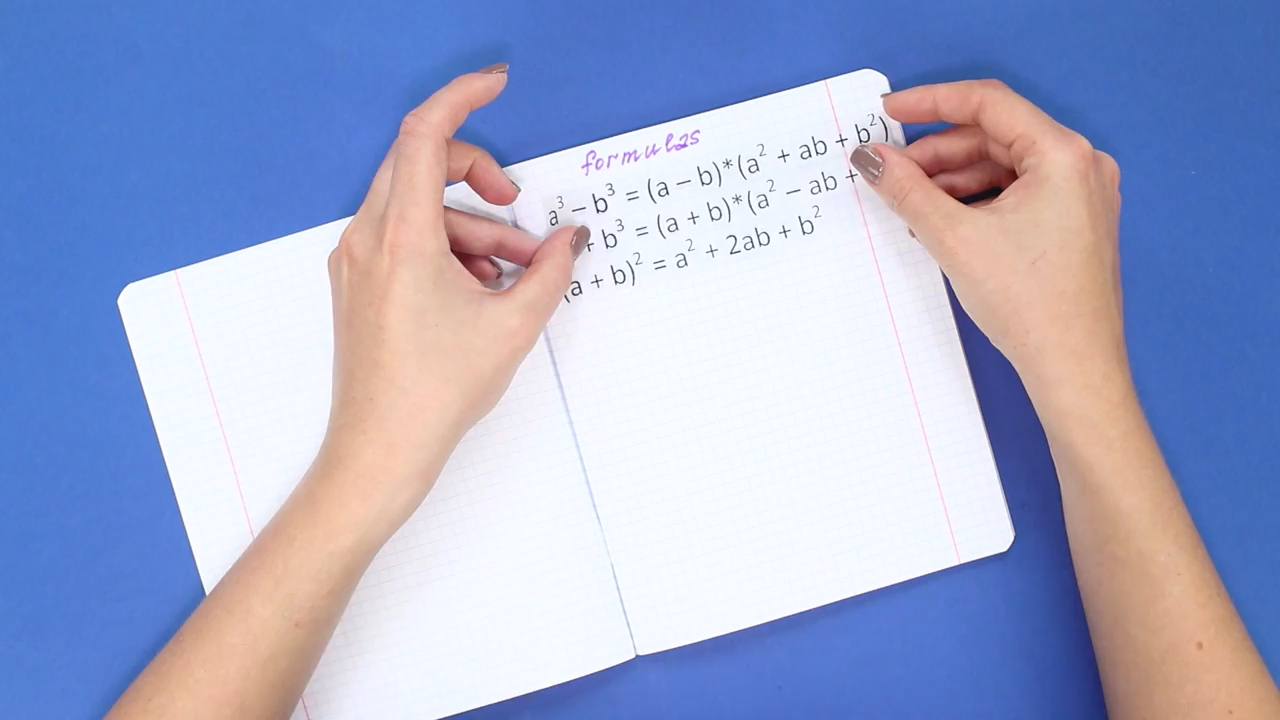 formulas
a³ – b³ = (a – b)*(a² + ab + b²)
+ b³ = (a + b)*(a² – ab +
(a + b)² = a² + 2ab + b²